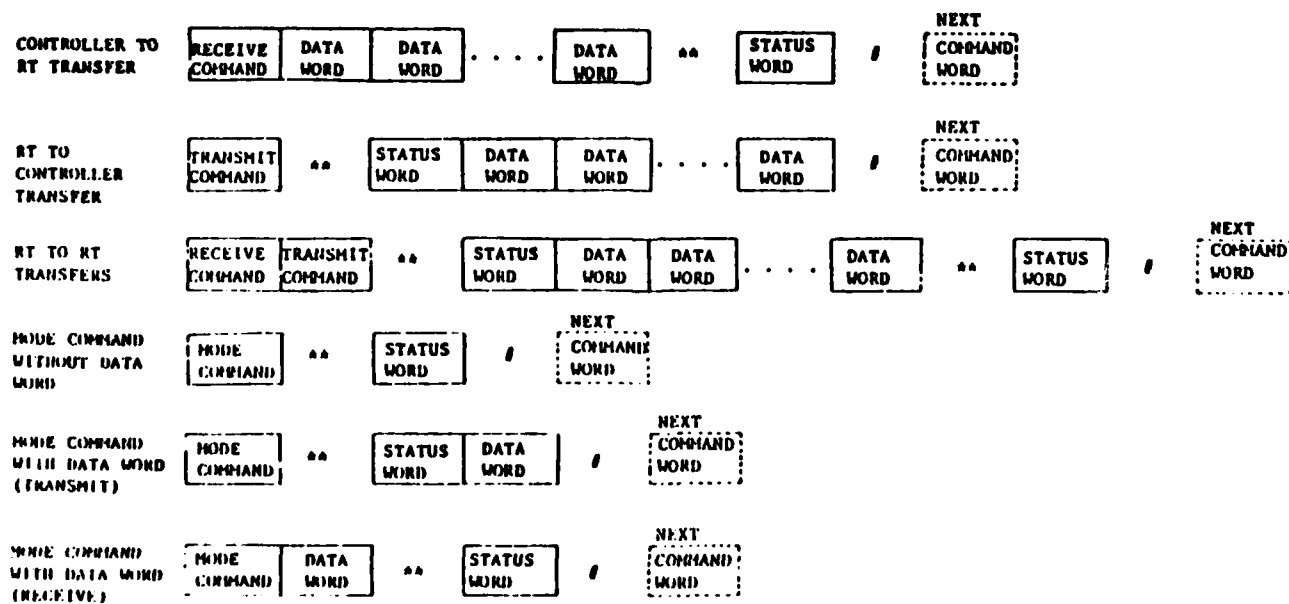 NEXT
CONTROLLER TO RT TRANSFER
RECEIVE COMMAND
DATA WORD
DATA WORD
. . . .
DATA WORD
**
STATUS WORD
#
COMMAND WORD
NEXT
RT TO CONTROLLER TRANSFER
TRANSMIT COMMAND
**
STATUS WORD
DATA WORD
DATA WORD
. . . .
DATA WORD
#
COMMAND WORD
NEXT
RT TO RT TRANSFERS
RECEIVE COMMAND
TRANSMIT COMMAND
**
STATUS WORD
DATA WORD
DATA WORD
. . . .
DATA WORD
**
STATUS WORD
#
COMMAND WORD
NEXT
MODE COMMAND WITHOUT DATA WORD
MODE COMMAND
**
STATUS WORD
#
COMMAND WORD
NEXT
MODE COMMAND WITH DATA WORD (TRANSMIT)
MODE COMMAND
**
STATUS WORD
DATA WORD
#
COMMAND WORD
NEXT
MODE COMMAND WITH DATA WORD (RECEIVE)
MODE COMMAND
DATA WORD
**
STATUS WORD
#
COMMAND WORD